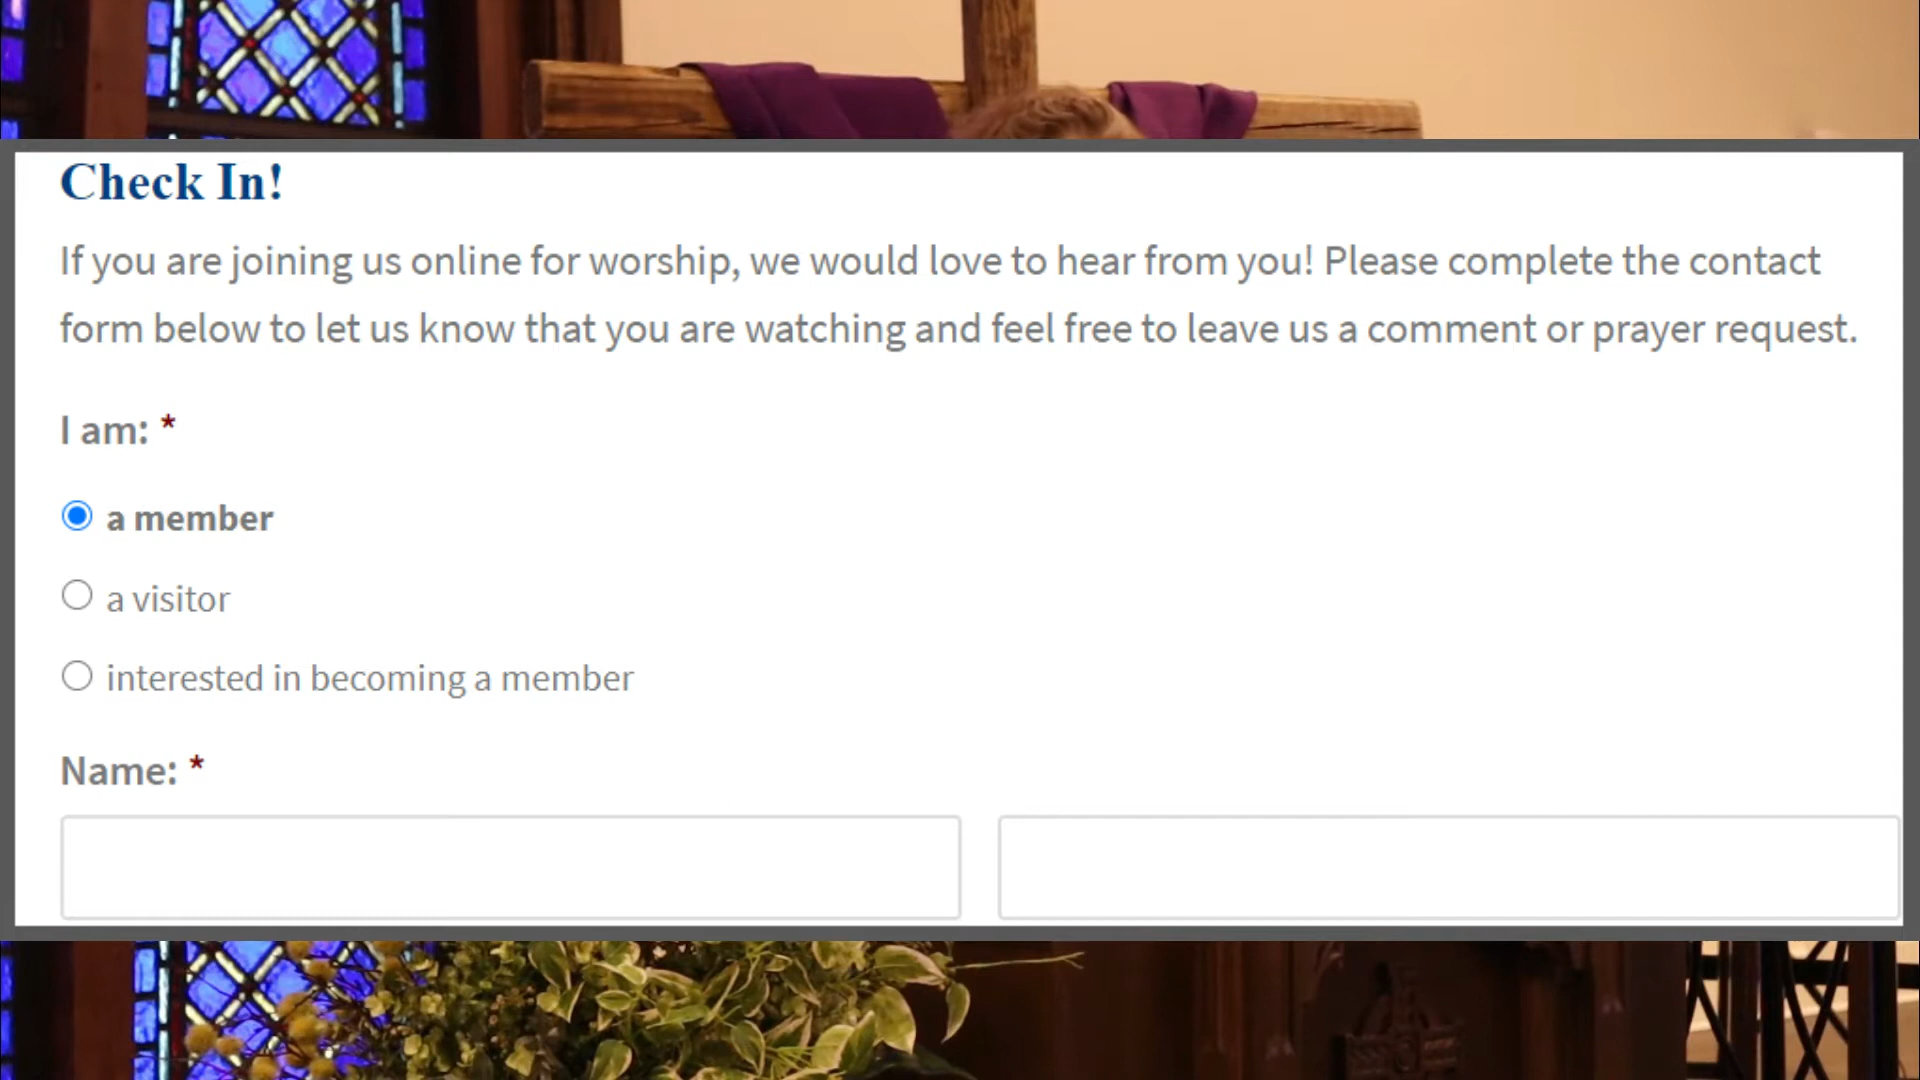 Check In!
If you are joining us online for worship, we would love to hear from you! Please complete the contact
form below to let us know that you are watching and feel free to leave us a comment or prayer request.
I am: *
a member
a visitor
interested in becoming a member
Name: *